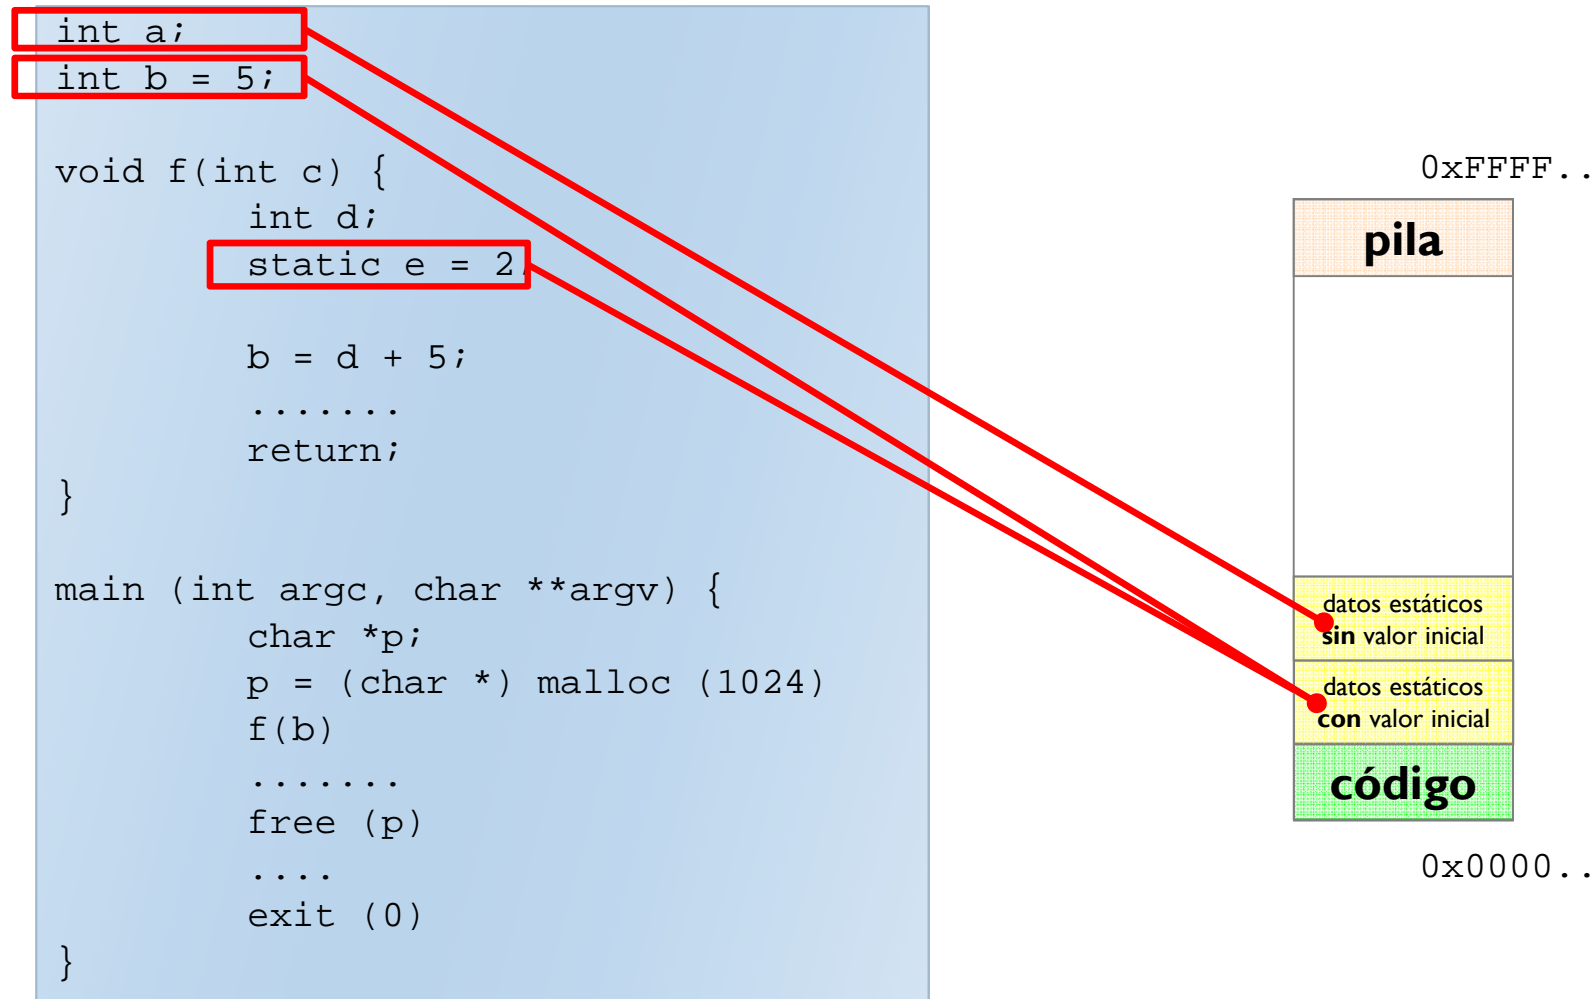 int a;
int b = 5;
void f(int c) {
int d;
static e = 2;
b = d + 5;
.......
return;
}
main (int argc, char **argv) {
char *p;
p = (char *) malloc (1024)
f(b)
.......
free (p)
....
exit (0)
}
0xFFFF..
pila
datos estáticos
sin valor inicial
datos estáticos
con valor inicial
código
0x0000..